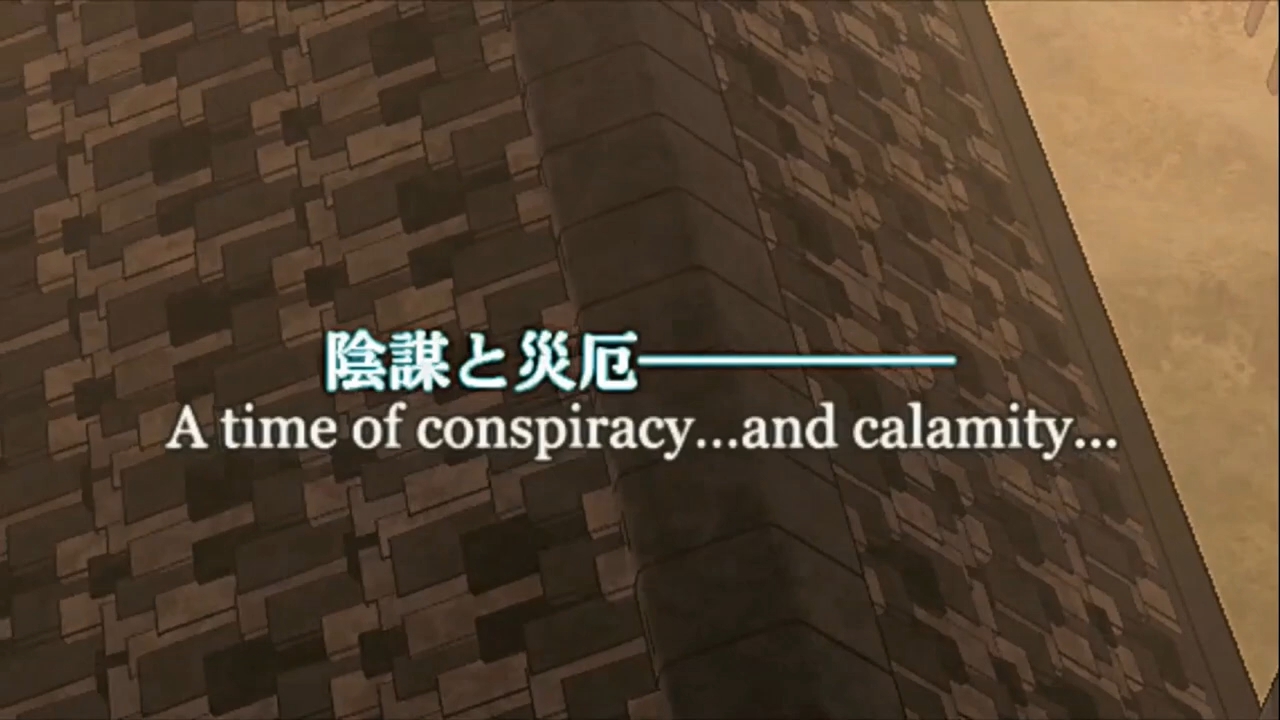 陰謀と災厄―――――
A time of conspiracy...and calamity...